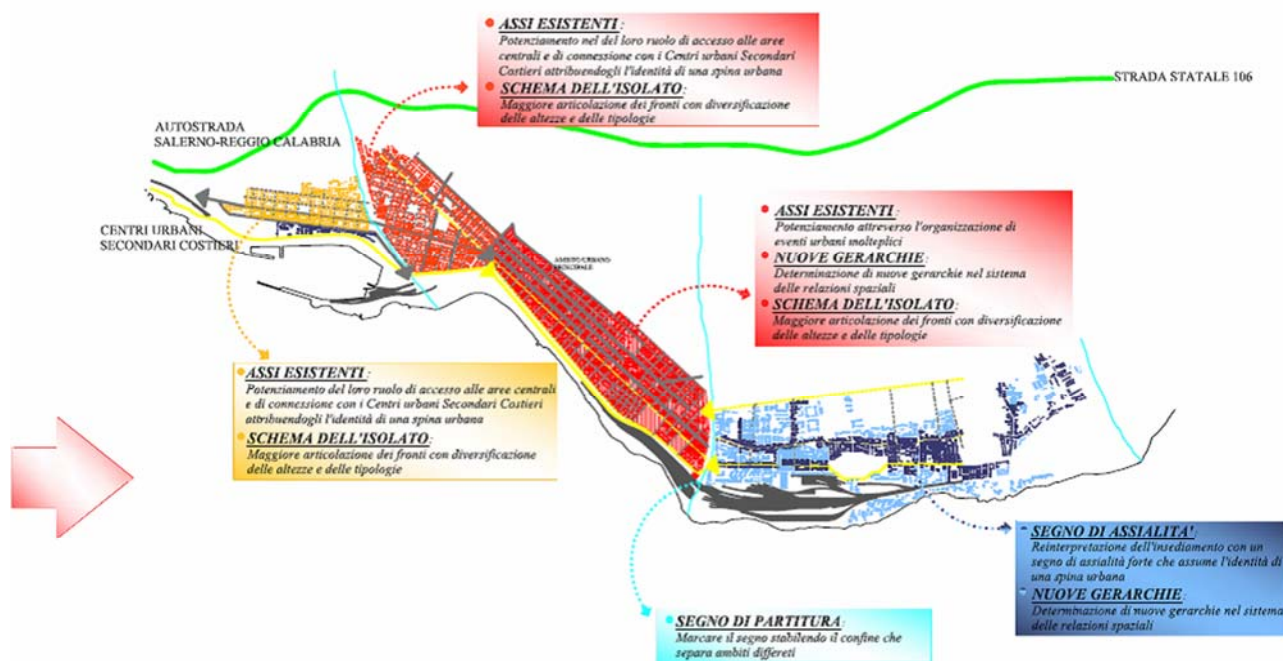 ASSI ESISTENTI:
Potenziamento nel del loro ruolo di accesso alle aree
centrali e di connessione con i Centri urbani Secondari
Costieri attribuendogli l'identità di una spina urbana
SCHEMA DELL'ISOLATO:
Maggiore articolazione dei fronti con diversificazione
delle altezze e delle tipologie
STRADA STATALE 106
AUTOSTRADA
SALERNO-REGGIO CALABRIA
CENTRI URBANI
SECONDARI COSTIERI
AMBITO URBANO
PRINCIPALE
ASSI ESISTENTI:
Potenziamento attreverso l'organizzazione di
eventi urbani molteplici
NUOVE GERARCHIE:
Determinazione di nuove gerarchie nel sistema
delle relazioni spaziali
SCHEMA DELL'ISOLATO:
Maggiore articolazione dei fronti con diversificazione
delle altezze e delle tipologie
ASSI ESISTENTI:
Potenziamento del loro ruolo di accesso alle aree centrali
e di connessione con i Centri urbani Secondari Costieri
attribuendogli l'identità di una spina urbana
SCHEMA DELL'ISOLATO:
Maggiore articolazione dei fronti con diversificazione
delle altezze e delle tipologie
SEGNO DI ASSIALITA':
Reinterpretazione dell'insediamento con un
segno di assialità forte che assume l'identità di
una spina urbana
NUOVE GERARCHIE:
Determinazione di nuove gerarchie nel sistema
delle relazioni spaziali
SEGNO DI PARTITURA:
Marcare il segno stabilendo il confine che
separa ambiti differeti